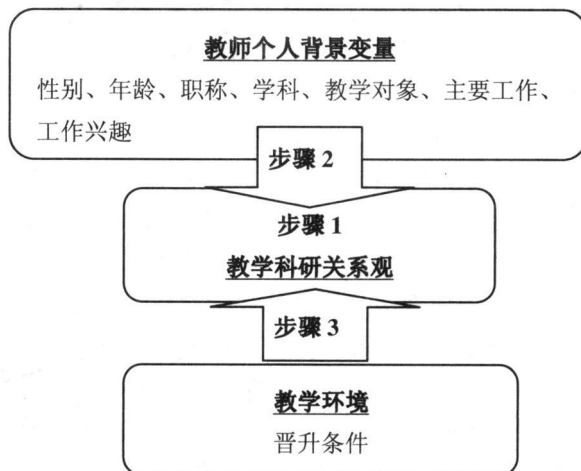 教师个人背景变量
性别、年龄、职称、学科、教学对象、主要工作、
工作兴趣
步骤 2
步骤 1
教学科研关系观
步骤 3
教学环境
晋升条件